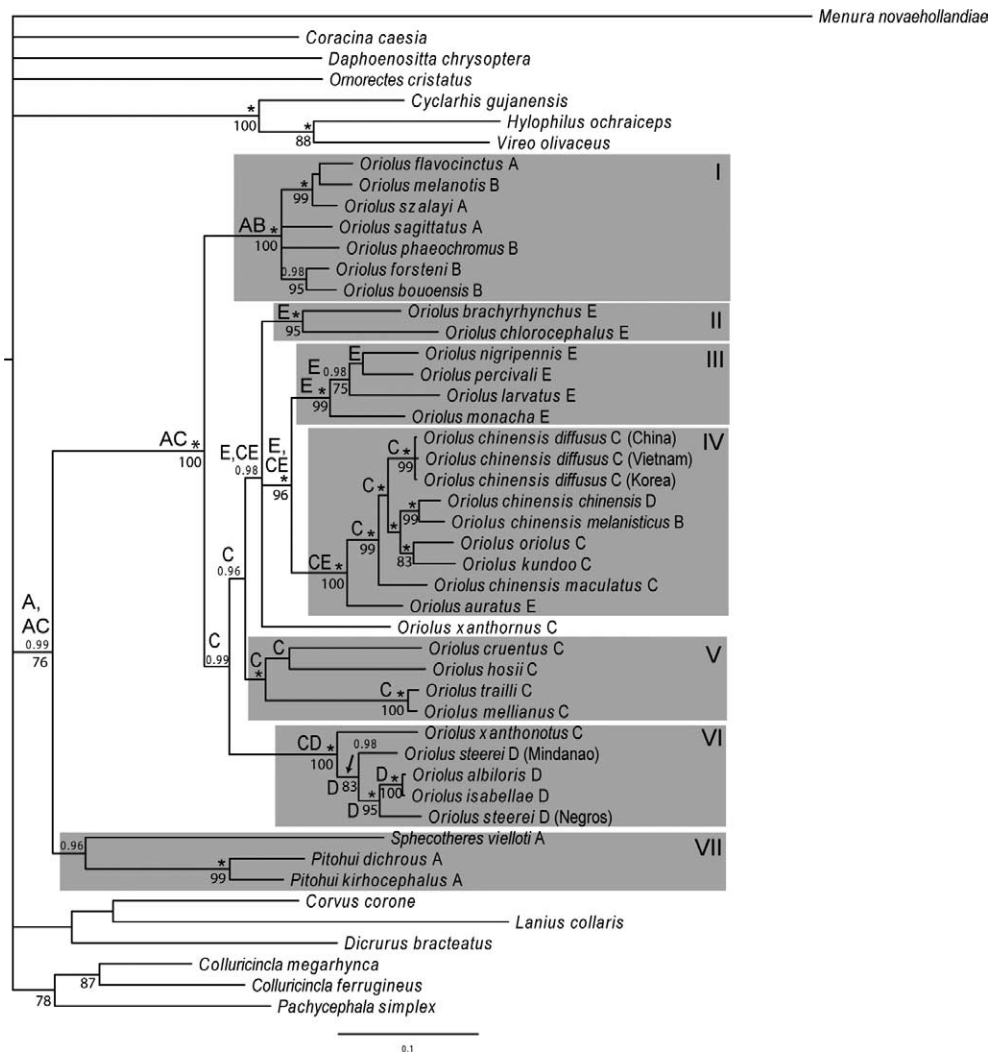 Menura novaehollandiae
Coracina caesia
Daphoenositta chrysoptera
Ornorectes cristatus
*
100
Cyclarhis gujanensis
*
88
Hylophilus ochraiceps
Vireo olivaceus
I
AB *
100
*
99
Oriolus flavocinctus A
Oriolus melanotis B
Oriolus szalayi A
Oriolus sagittatus A
Oriolus phaeochromus B
0.98
95
Oriolus forsteni B
Oriolus bouoensis B
II
E *
95
Oriolus brachyrhynchus E
Oriolus chlorocephalus E
III
E *
99
E 0.98
75
E
Oriolus nigripennis E
Oriolus percivali E
Oriolus larvatus E
Oriolus monacha E
AC *
100
E,CE
0.98
E,
CE
*
96
IV
C *
99
Oriolus chinensis diffusus C (China)
Oriolus chinensis diffusus C (Vietnam)
Oriolus chinensis diffusus C (Korea)
C *
*
*
99
Oriolus chinensis chinensis D
Oriolus chinensis melanisticus B
C *
99
*
83
Oriolus oriolus C
Oriolus kundoo C
CE *
100
Oriolus chinensis maculatus C
Oriolus auratus E
C
0.96
Oriolus xanthornus C
A,
AC
0.99
76
C
0.99
V
C
*
Oriolus cruentus C
Oriolus hosii C
C *
100
Oriolus trailli C
Oriolus mellianus C
VI
CD *
100
Oriolus xanthonotus C
0.98
D 83
Oriolus steerei D (Mindanao)
D *
95
D *
100
Oriolus albiloris D
Oriolus isabellae D
Oriolus steerei D (Negros)
VII
0.96
Sphecotheres vielloti A
*
99
Pitohui dichrous A
Pitohui kirhocephalus A
Corvus corone
Lanius collaris
Dicrurus bracteatus
78
87
Colluricincla megarhynca
Colluricincla ferrugineus
Pachycephala simplex
0.1